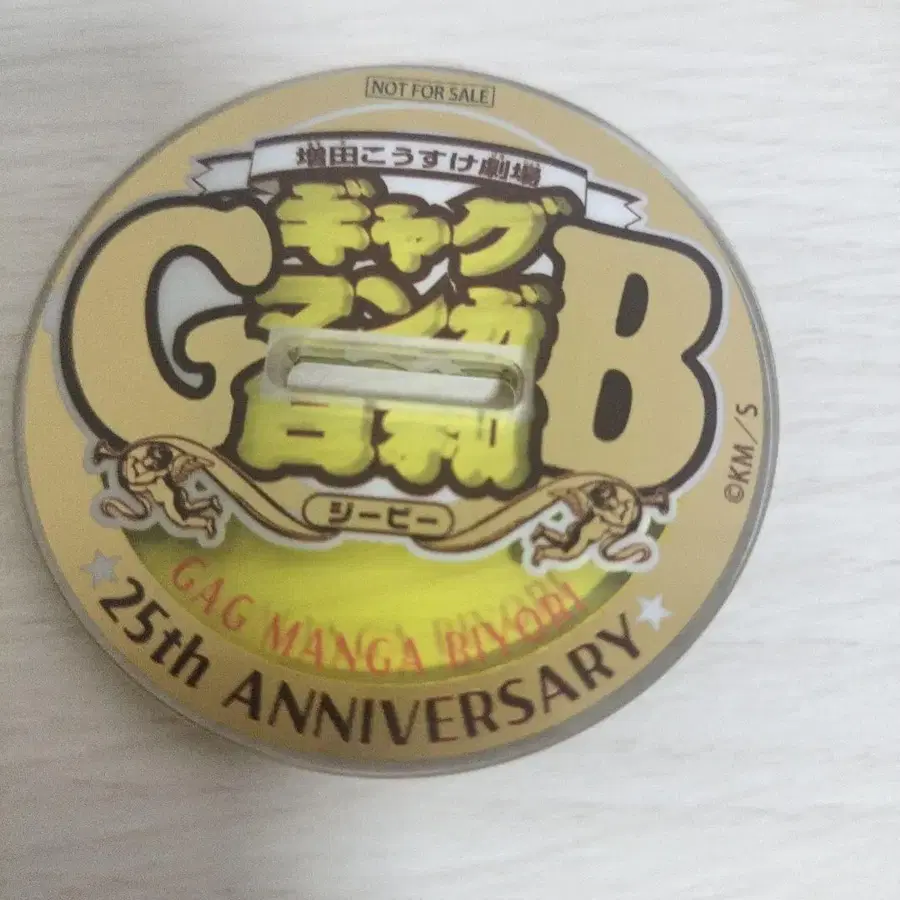 NOT FOR SALE
増田こうすけ劇場
ギャグ
マンガ
日和
G B
ジービー
GAG MANGA BIYORI
25th ANNIVERSARY
©KM/S